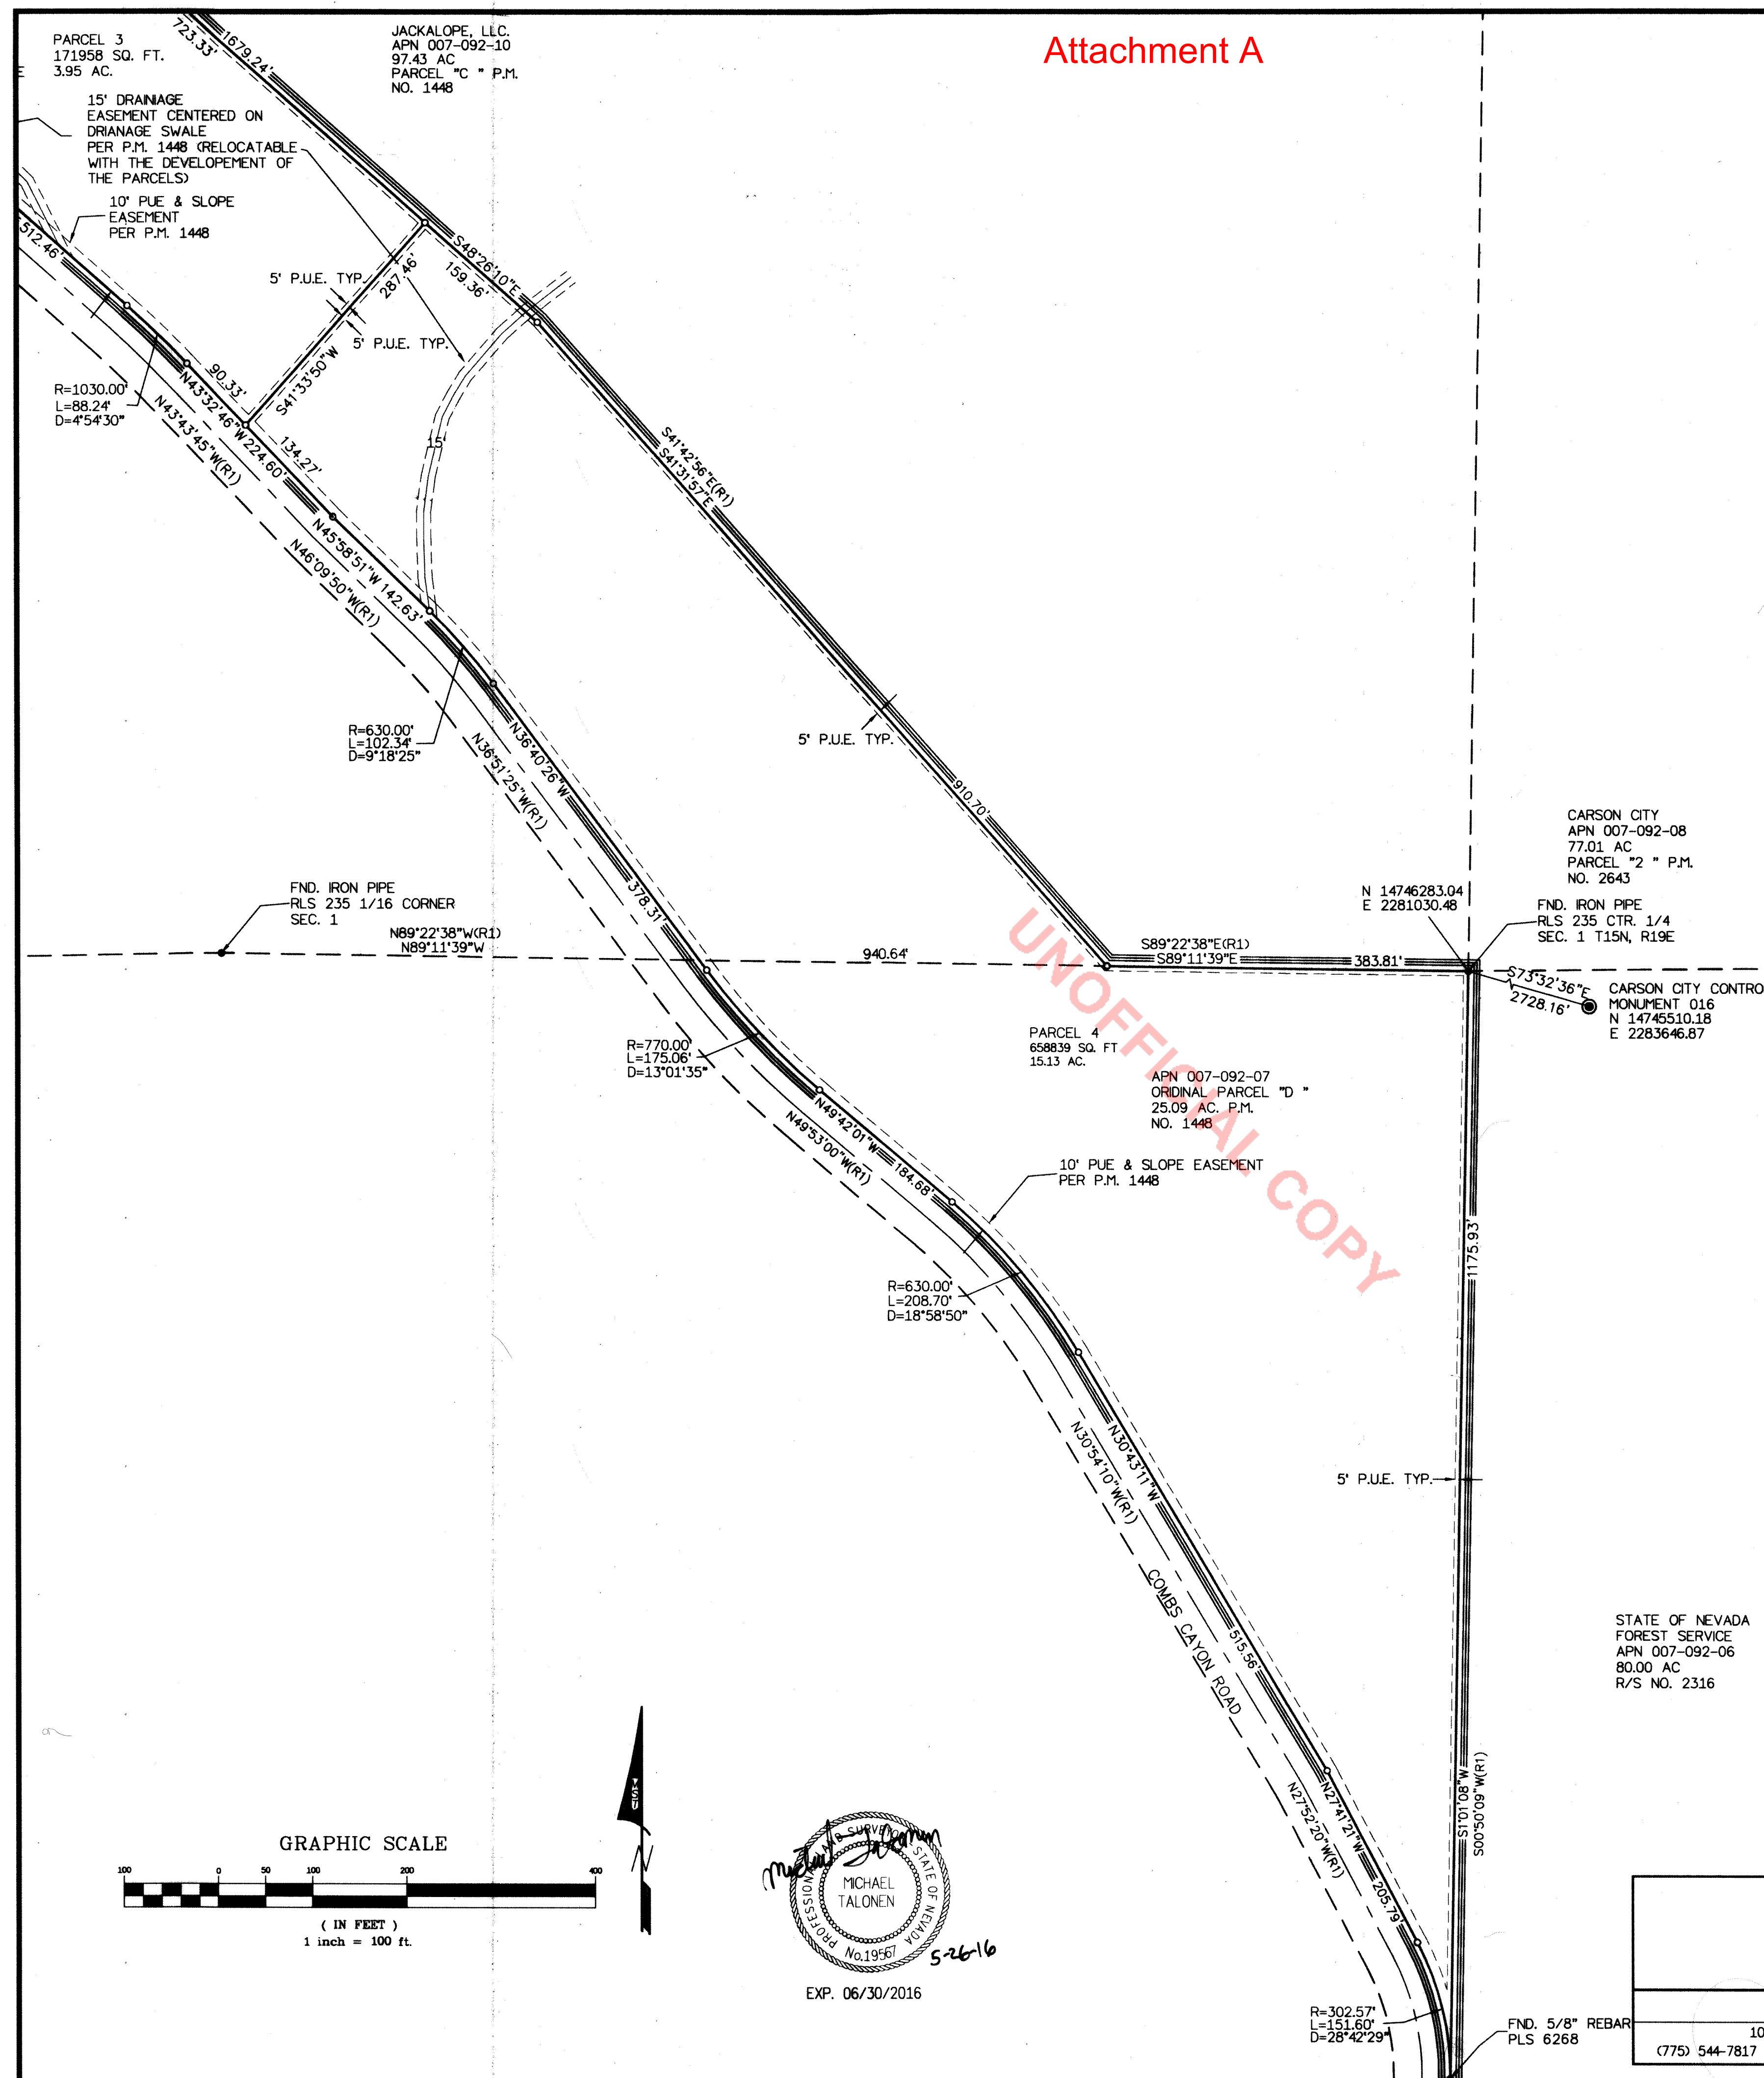 Attachment A
PARCEL 3
171958 SQ. FT.
3.95 AC.
E
723.33'
1679.24'
JACKALOPE, LLC.
APN 007-092-10
97.43 AC
PARCEL "C " P.M.
NO. 1448
15' DRAINIAGE
EASEMENT CENTERED ON
DRIANAGE SWALE
PER P.M. 1448 (RELOCATABLE
WITH THE DEVELOPEMENT OF
THE PARCELS)
10' PUE & SLOPE
EASEMENT
PER P.M. 1448
512.46'
5' P.U.E. TYP.
287.46'
S41°33'50"W
5' P.U.E. TYP.
S48°26'10"E
159.36'
R=1030.00'
L=88.24'
D=4°54'30"
90.33'
N43°32'46"W 224.60'
N43°43'45"W(R1)
134.27'
15'
N45°58'51"W 142.63'
N46°09'50"W(R1)
S41°42'56"E(R1)
S41°31'57"E
R=630.00'
L=102.34'
D=9°18'25"
N36°40'26"W
N36°51'25"W(R1)
378.31'
5' P.U.E. TYP.
910.70'
CARSON CITY
APN 007-092-08
77.01 AC
PARCEL "2 " P.M.
NO. 2643
N 14746283.04
E 2281030.48
FND. IRON PIPE
RLS 235 CTR. 1/4
SEC. 1 T15N, R19E
FND. IRON PIPE
RLS 235 1/16 CORNER
SEC. 1
N89°22'38"W(R1)
N89°11'39"W
940.64'
S89°22'38"E(R1)
S89°11'39"E
383.81'
S73°32'36"E
2728.16'
CARSON CITY CONTRO
MONUMENT 016
N 14745510.18
E 2283646.87
UNOFFICIAL COPY
PARCEL 4
658839 SQ. FT
15.13 AC.
R=770.00'
L=175.06'
D=13°01'35"
APN 007-092-07
ORIDINAL PARCEL "D "
25.09 AC. P.M.
NO. 1448
N49°42'01"W
184.68'
N49°53'00"W(R1)
10' PUE & SLOPE EASEMENT
PER P.M. 1448
1175.93'
R=630.00'
L=208.70'
D=18°58'50"
N30°43'11"W
N30°54'10"W(R1)
5' P.U.E. TYP.
COMBS CAYON ROAD
515.56'
STATE OF NEVADA
FOREST SERVICE
APN 007-092-06
80.00 AC
R/S NO. 2316
S1°01'08"W
S00°50'09"W(R1)
N27°41'21"W
N27°52'20"W(R1)
205.79'
GRAPHIC SCALE
100 0 50 100 200 400
( IN FEET )
1 inch = 100 ft.
N
PROFESSIONAL LAND SURVEYOR STATE OF NEVADA
MICHAEL
TALONEN
No.19567
5-26-16
EXP. 06/30/2016
R=302.57'
L=151.60'
D=28°42'29"
FND. 5/8" REBAR
PLS 6268
10
(775) 544-7817